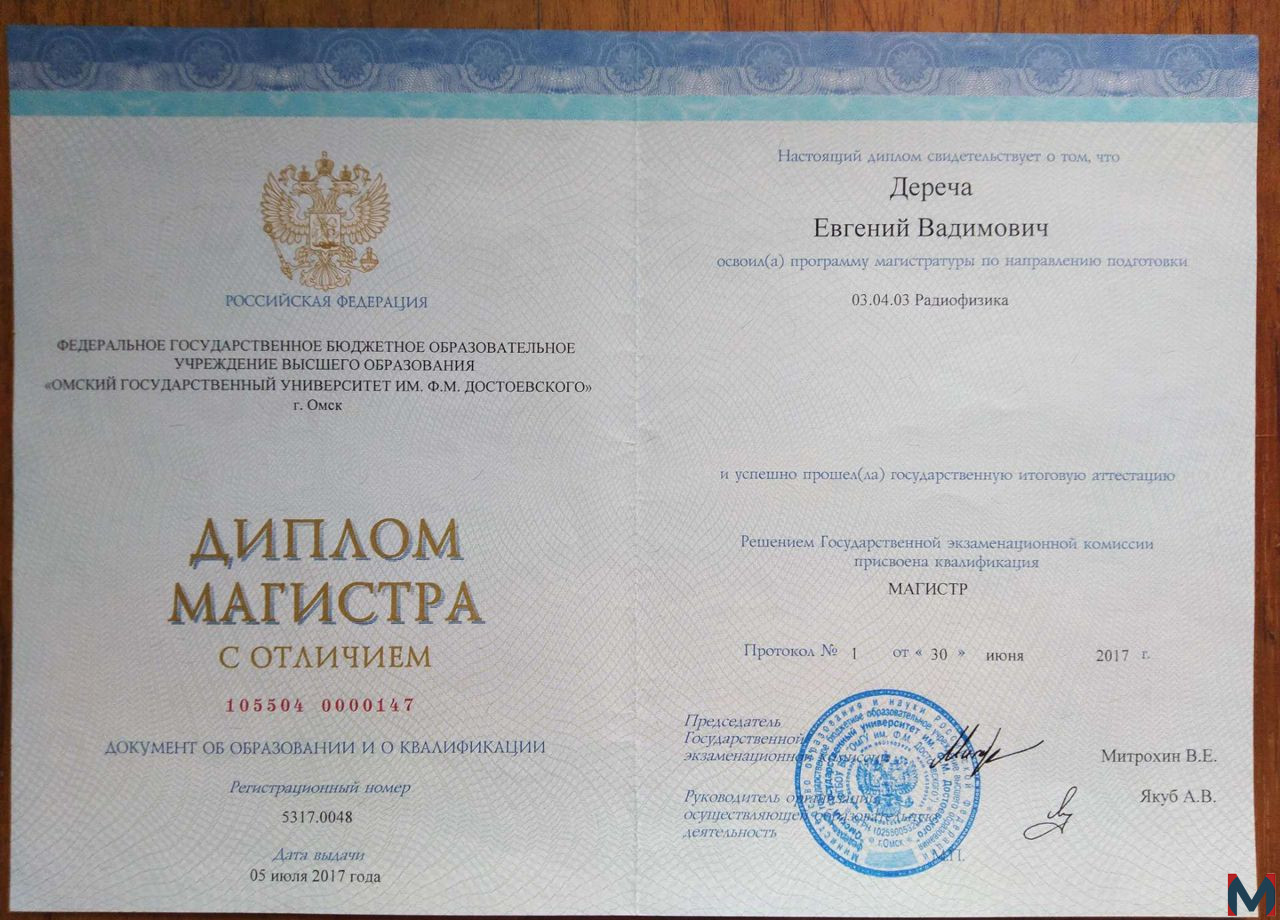 РОССИЙСКАЯ ФЕДЕРАЦИЯ
ФЕДЕРАЛЬНОЕ ГОСУДАРСТВЕННОЕ БЮДЖЕТНОЕ ОБРАЗОВАТЕЛЬНОЕ
УЧРЕЖДЕНИЕ ВЫСШЕГО ОБРАЗОВАНИЯ
«ОМСКИЙ ГОСУДАРСТВЕННЫЙ УНИВЕРСИТЕТ ИМ. Ф.М. ДОСТОЕВСКОГО»
г. Омск
ДИПЛОМ
МАГИСТРА
С ОТЛИЧИЕМ
105504 0000147
ДОКУМЕНТ ОБ ОБРАЗОВАНИИ И О КВАЛИФИКАЦИИ
Регистрационный номер
5317.0048
Дата выдачи
05 июля 2017 года
Настоящий диплом свидетельствует о том, что
Дереча
Евгений Вадимович
освоил(а) программу магистратуры по направлению подготовки
03.04.03 Радиофизика
и успешно прошел(ла) государственную итоговую аттестацию
Решением Государственной экзаменационной комиссии
присвоена квалификация
МАГИСТР
Протокол № 1 от « 30 » июня 2017 г.
Председатель
Государственной
экзаменационной комиссии
Митрохин В.Е.
Руководитель организации,
осуществляющей образовательную
деятельность
Якуб А.В.
М.П.
M